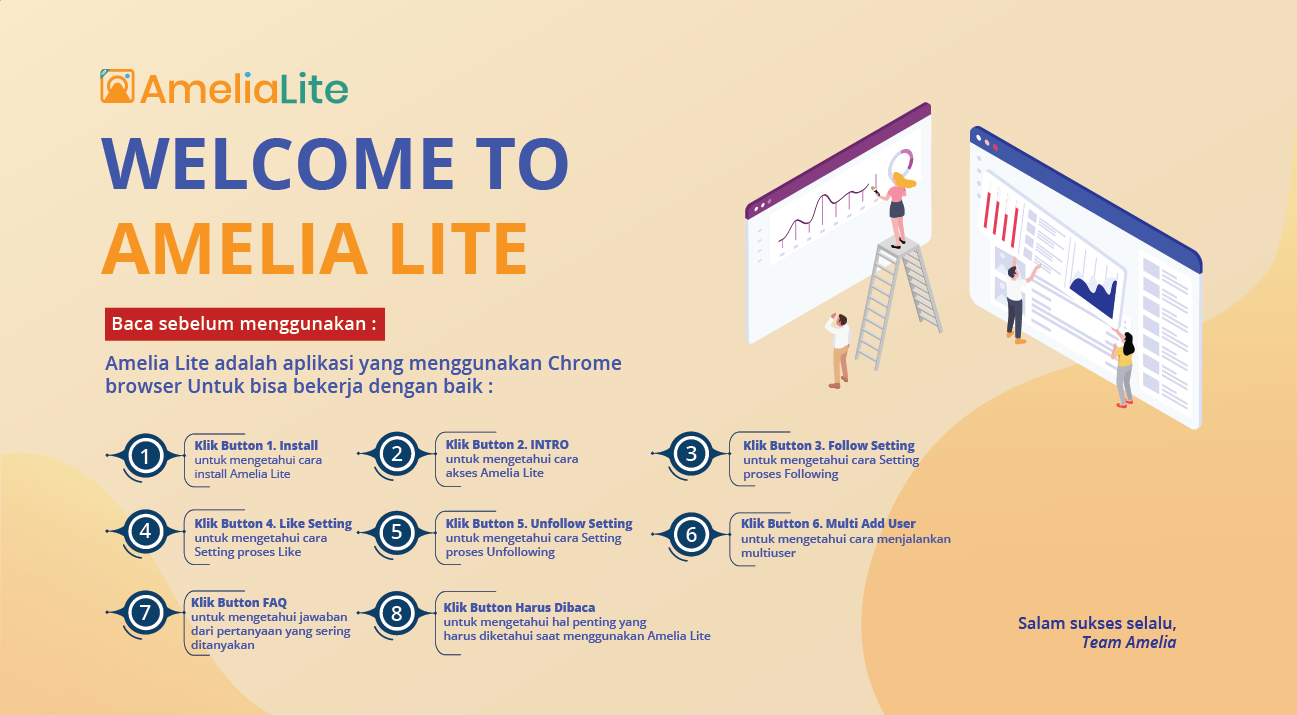 AmeliaLite
WELCOME TO
AMELIA LITE
Baca sebelum menggunakan :
Amelia Lite adalah aplikasi yang menggunakan Chrome
browser Untuk bisa bekerja dengan baik :
1
Klik Button 1. Install
untuk mengetahui cara
install Amelia Lite
2
Klik Button 2. INTRO
untuk mengetahui cara
akses Amelia Lite
3
Klik Button 3. Follow Setting
untuk mengetahui cara Setting
proses Following
4
Klik Button 4. Like Setting
untuk mengetahui cara
Setting proses Like
5
Klik Button 5. Unfollow Setting
untuk mengetahui cara Setting
proses Unfollowing
6
Klik Button 6. Multi Add User
untuk mengetahui cara menjalankan
multiuser
7
Klik Button FAQ
untuk mengetahui jawaban
dari pertanyaan yang sering
ditanyakan
8
Klik Button Harus Dibaca
untuk mengetahui hal penting yang
harus diketahui saat menggunakan Amelia Lite
Salam sukses selalu,
Team Amelia